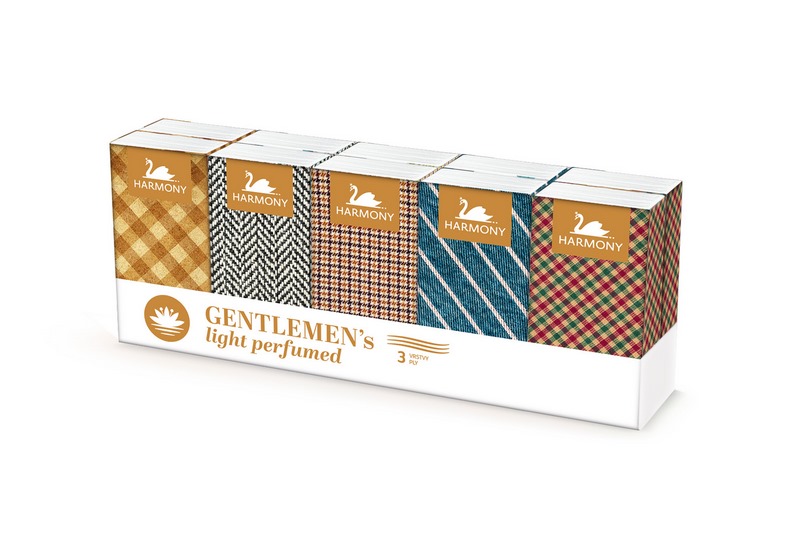 HARMONY
HARMONY
HARMONY
HARMONY
HARMONY
GENTLEMEN's
light perfumed
3 VRSTVY
PLY